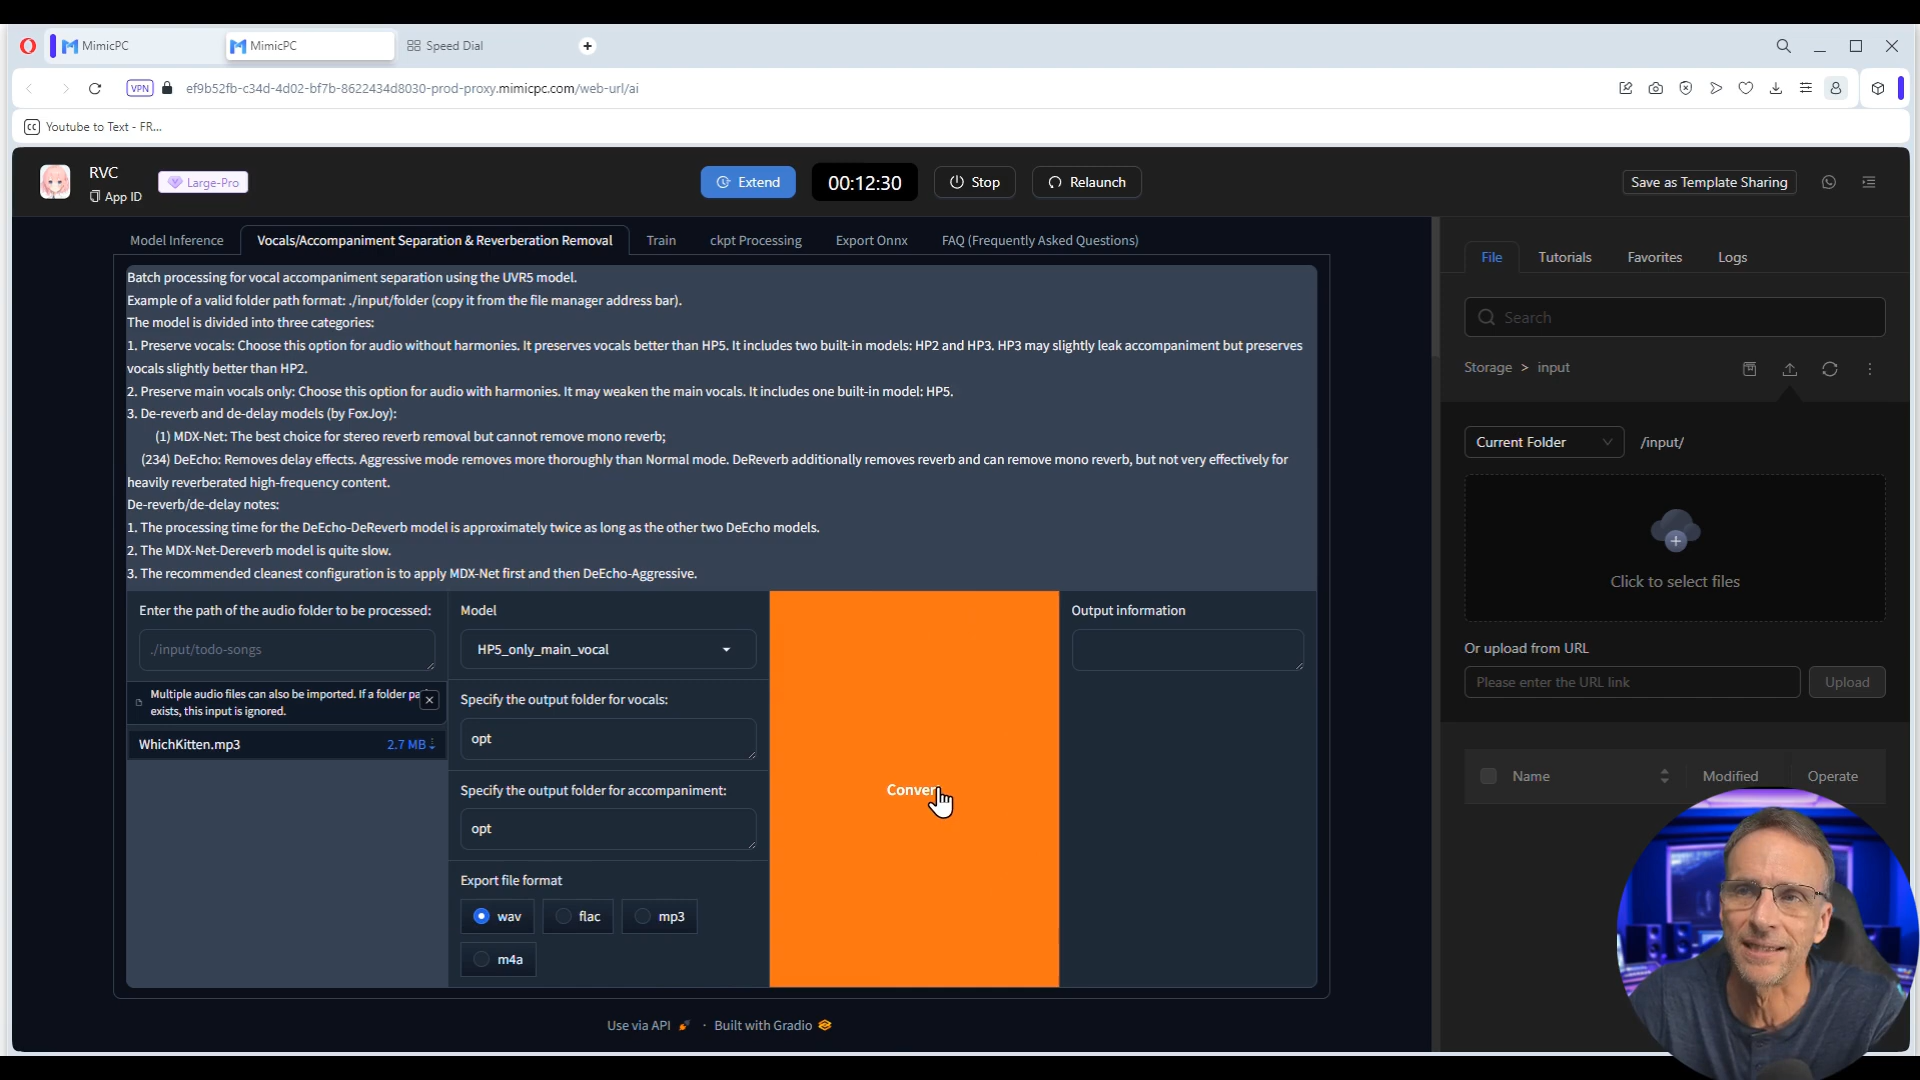 MimicPC
MimicPC
Speed Dial
VPN
ef9b52fb-c34d-4d02-bf7b-8622434d8030-prod-proxy.mimicpc.com/web-url/ai
CC Youtube to Text - FR...
RVC
App ID
Large-Pro
Extend
00:12:30
Stop
Relaunch
Save as Template Sharing
Model Inference
Vocals/Accompaniment Separation & Reverberation Removal
Train
ckpt Processing
Export Onnx
FAQ (Frequently Asked Questions)
Batch processing for vocal accompaniment separation using the UVR5 model.
Example of a valid folder path format: ./input/folder (copy it from the file manager address bar).
The model is divided into three categories:
1. Preserve vocals: Choose this option for audio without harmonies. It preserves vocals better than HP5. It includes two built-in models: HP2 and HP3. HP3 may slightly leak accompaniment but preserves
vocals slightly better than HP2.
2. Preserve main vocals only: Choose this option for audio with harmonies. It may weaken the main vocals. It includes one built-in model: HP5.
3. De-reverb and de-delay models (by FoxJoy):
(1) MDX-Net: The best choice for stereo reverb removal but cannot remove mono reverb;
(234) DeEcho: Removes delay effects. Aggressive mode removes more thoroughly than Normal mode. DeReverb additionally removes reverb and can remove mono reverb, but not very effectively for
heavily reverberated high-frequency content.
De-reverb/de-delay notes:
1. The processing time for the DeEcho-DeReverb model is approximately twice as long as the other two DeEcho models.
2. The MDX-Net-Dereverb model is quite slow.
3. The recommended cleanest configuration is to apply MDX-Net first and then DeEcho-Aggressive.
Enter the path of the audio folder to be processed:
./input/todo-songs
Multiple audio files can also be imported. If a folder pa
exists, this input is ignored.
WhichKitten.mp3
2.7 MB
Model
HP5_only_main_vocal
Specify the output folder for vocals:
opt
Specify the output folder for accompaniment:
opt
Export file format
wav
flac
mp3
m4a
Conver
Output information
Use via API
· Built with Gradio
File
Tutorials
Favorites
Logs
Search
Storage > input
Current Folder
/input/
Click to select files
Or upload from URL
Please enter the URL link
Upload
Name
Modified
Operate